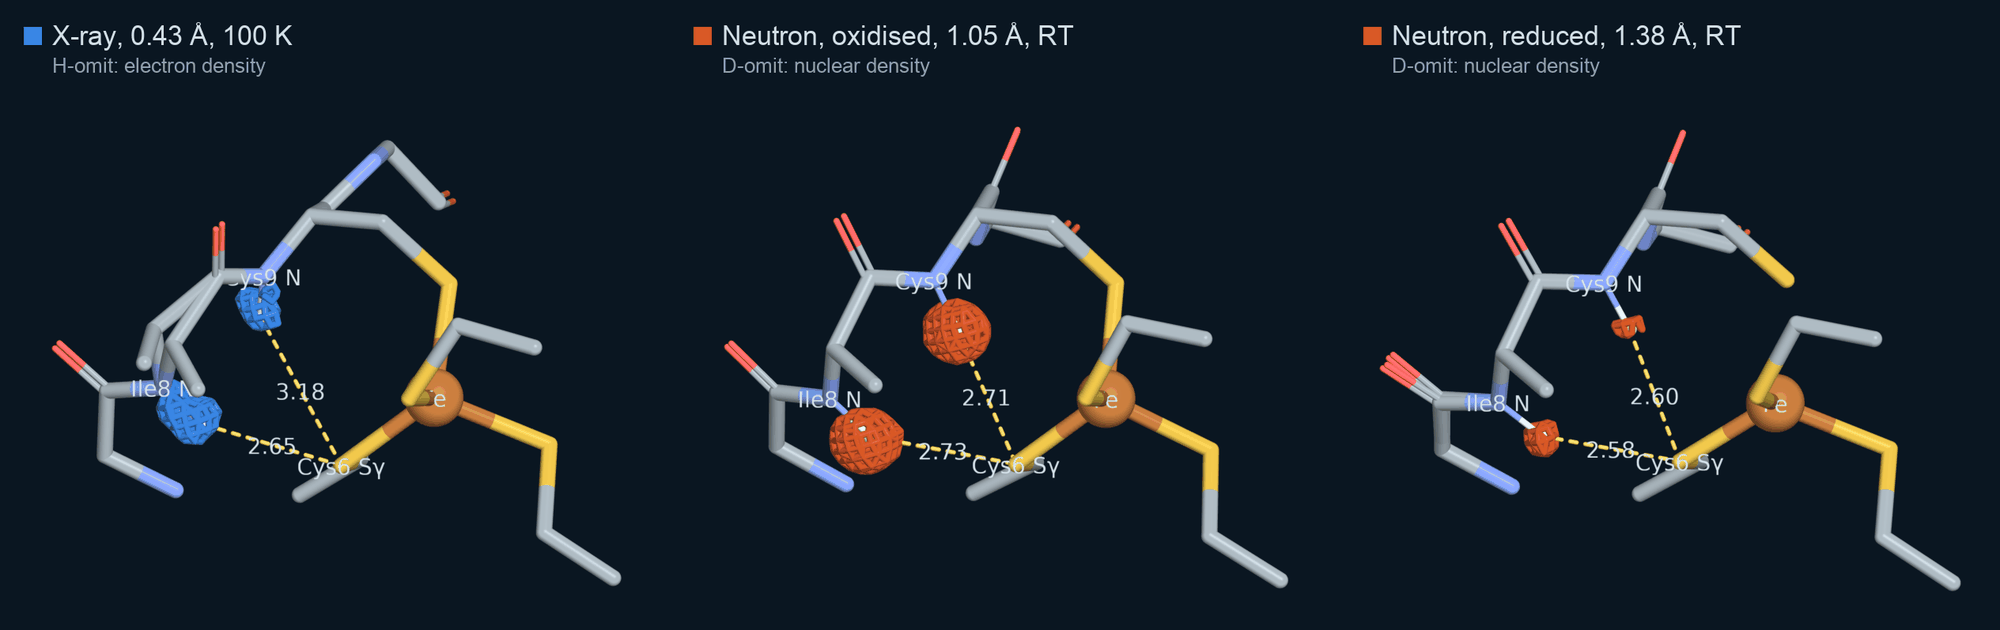 X-ray, 0.43 Å, 100 K
H-omit: electron density
ys9 N
Ile8 N
3.18
2.65
Cys6 Sγ
e
Neutron, oxidised, 1.05 Å, RT
D-omit: nuclear density
Cys9 N
Ile8 N
2.71
2.73
Cys6 Sγ
e
Neutron, reduced, 1.38 Å, RT
D-omit: nuclear density
Cys9 N
Ile8 N
2.60
2.58
Cys6 Sγ
Fe